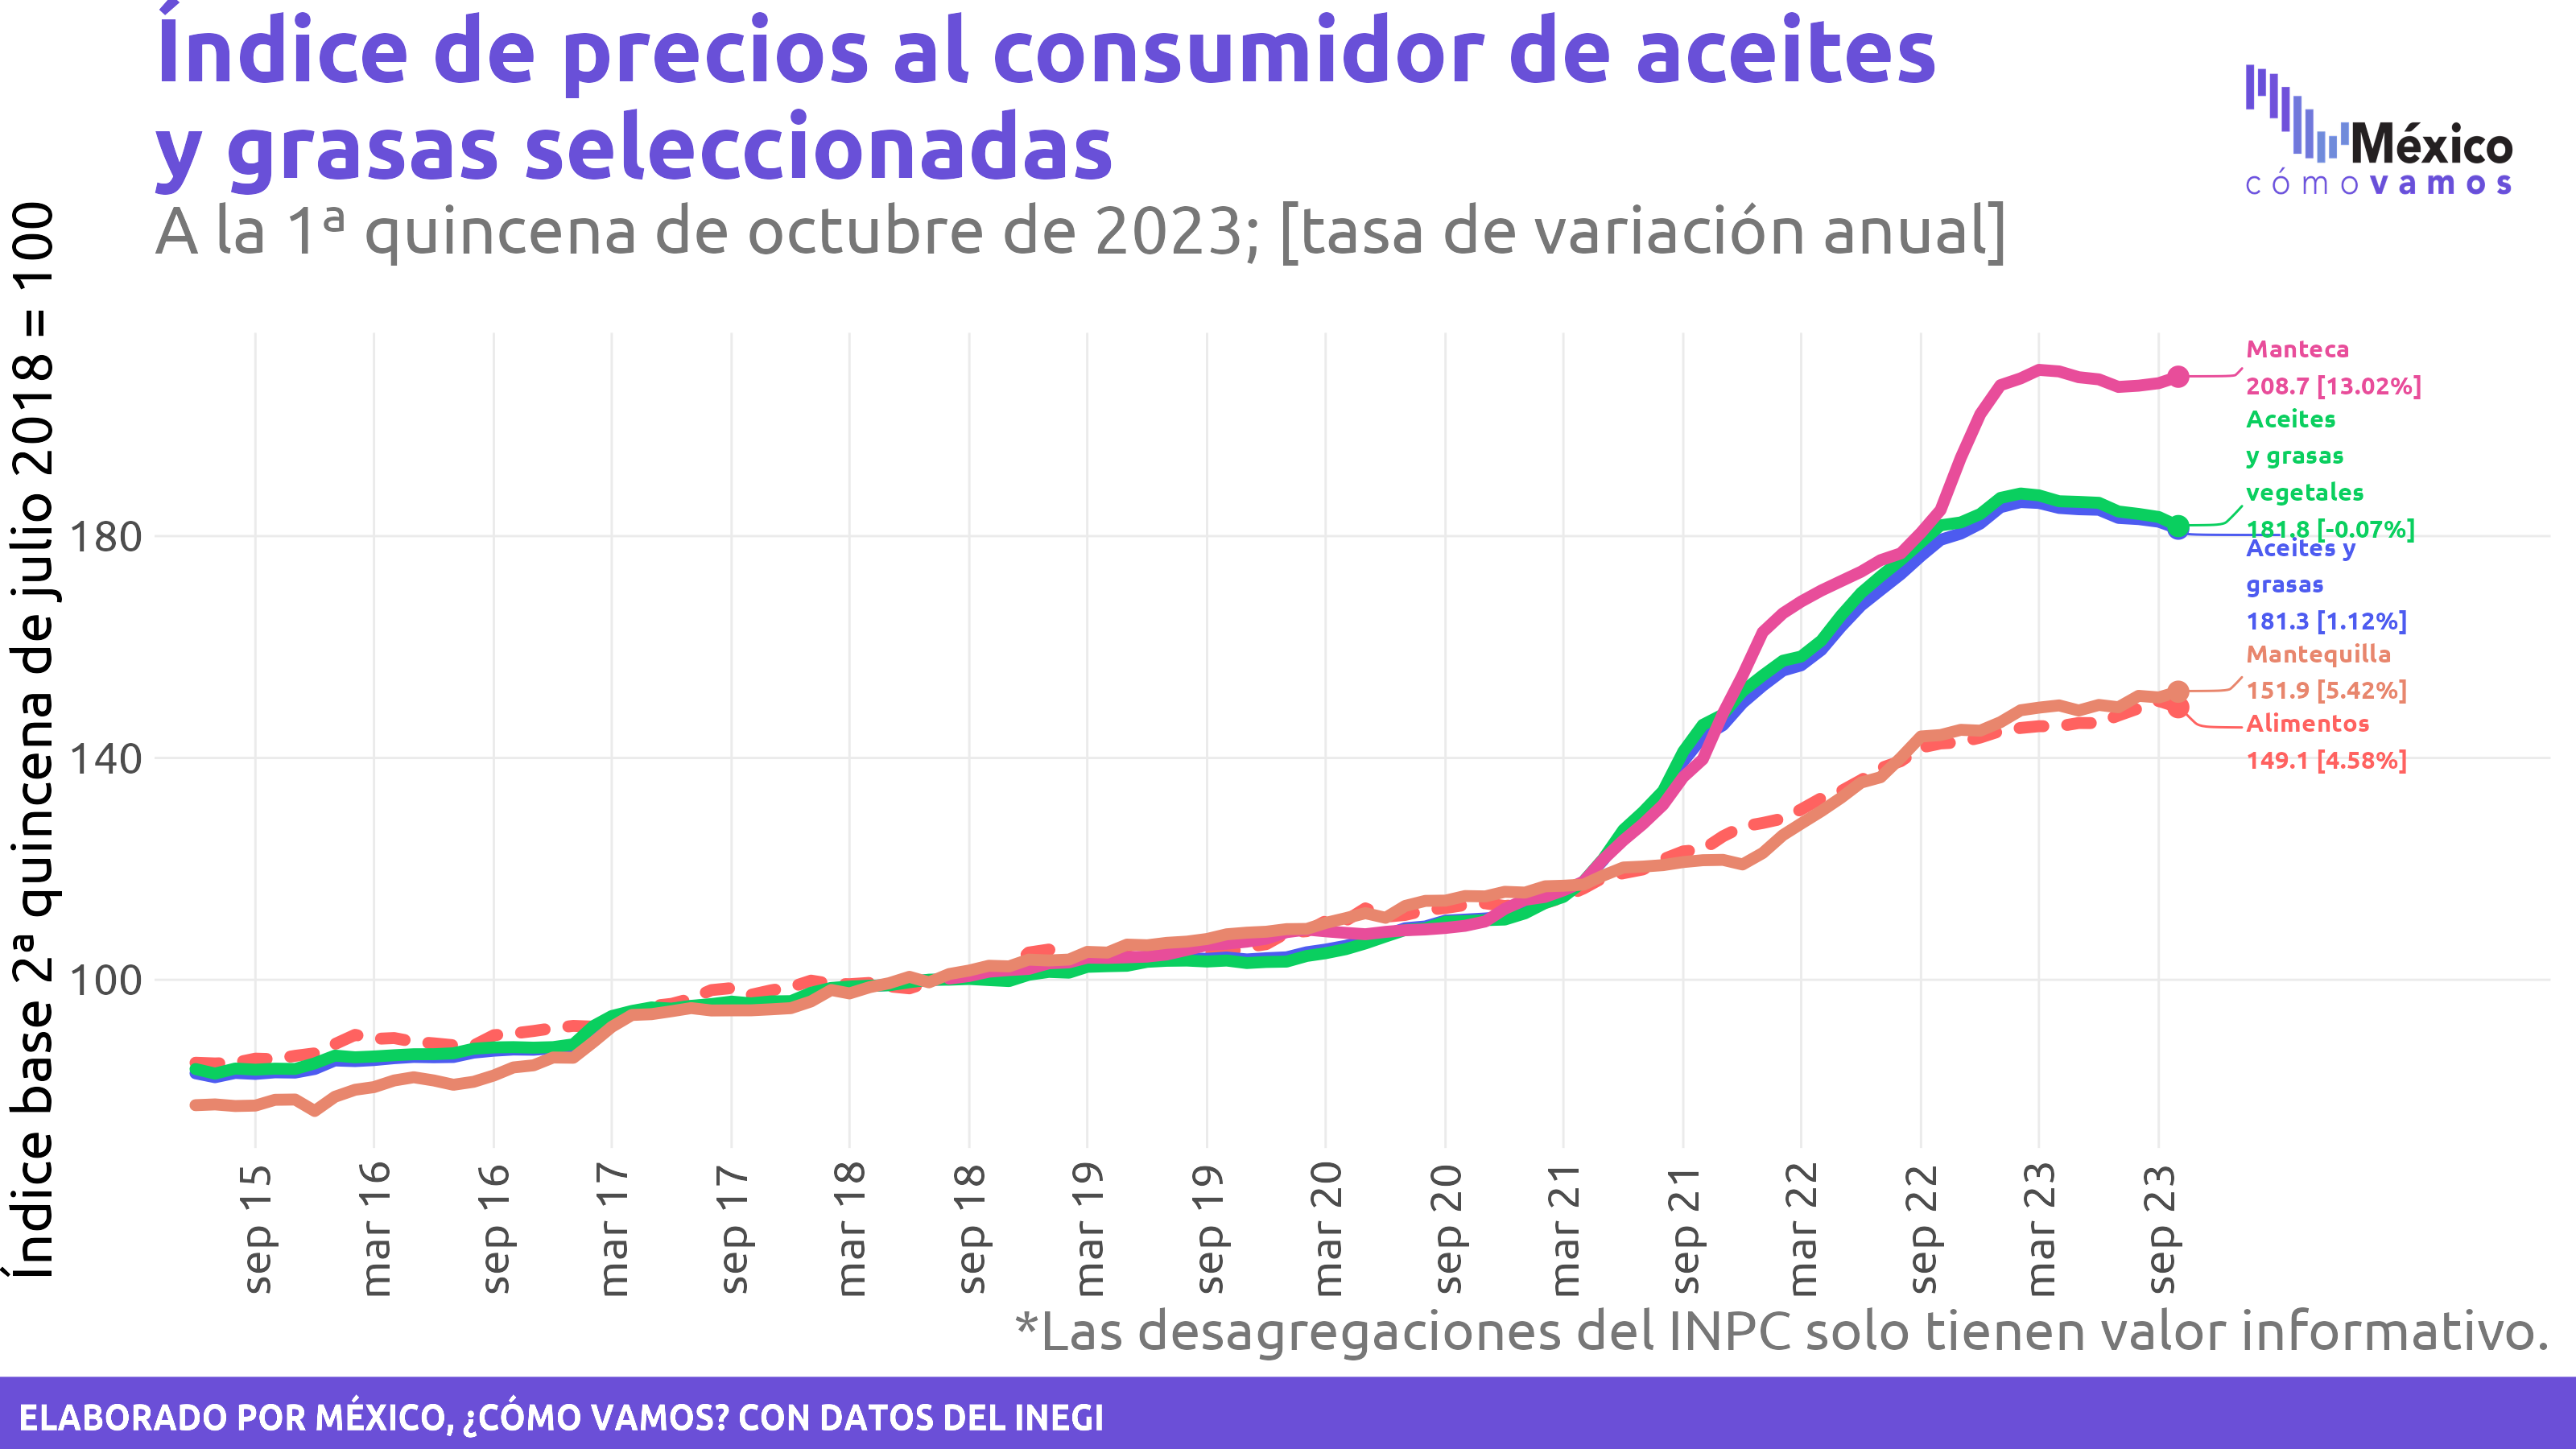 Índice de precios al consumidor de aceites
y grasas seleccionadas
A la 1ª quincena de octubre de 2023; [tasa de variación anual]
México
cómo vamos
Índice base 2ª quincena de julio 2018 = 100
180
140
100
Manteca
208.7 [13.02%]
Aceites
y grasas
vegetales
181.8 [-0.07%]
Aceites y
grasas
181.3 [1.12%]
Mantequilla
151.9 [5.42%]
Alimentos
149.1 [4.58%]
sep 15
mar 16
sep 16
mar 17
sep 17
mar 18
sep 18
mar 19
sep 19
mar 20
sep 20
mar 21
sep 21
mar 22
sep 22
mar 23
sep 23
*Las desagregaciones del INPC solo tienen valor informativo.
ELABORADO POR MÉXICO, ¿CÓMO VAMOS? CON DATOS DEL INEGI